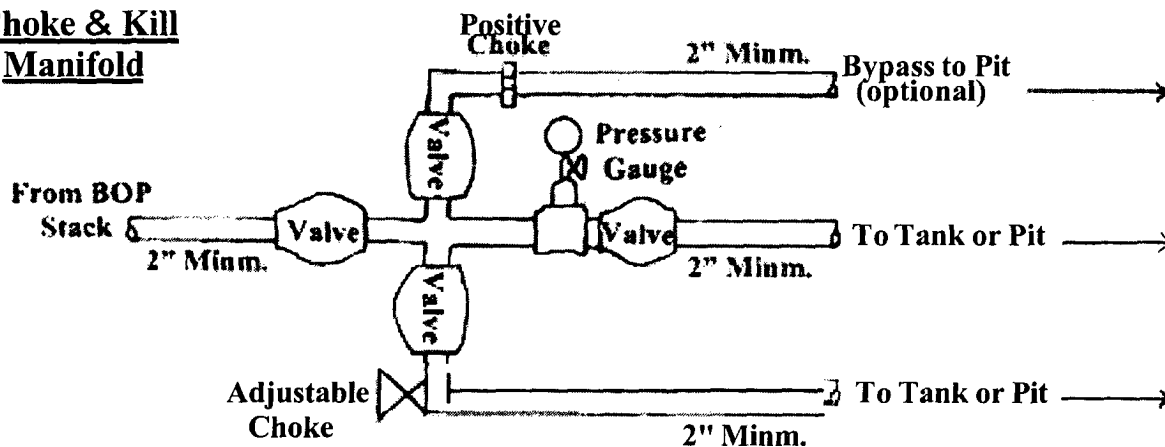 hoke & Kill
Manifold
Positive
Choke
2" Minm.
Bypass to Pit
(optional)
Valve
Pressure
Gauge
From BOP
Stack
Valve
Valve
To Tank or Pit
2" Minm.
2" Minm.
Valve
Adjustable
Choke
To Tank or Pit
2" Minm.